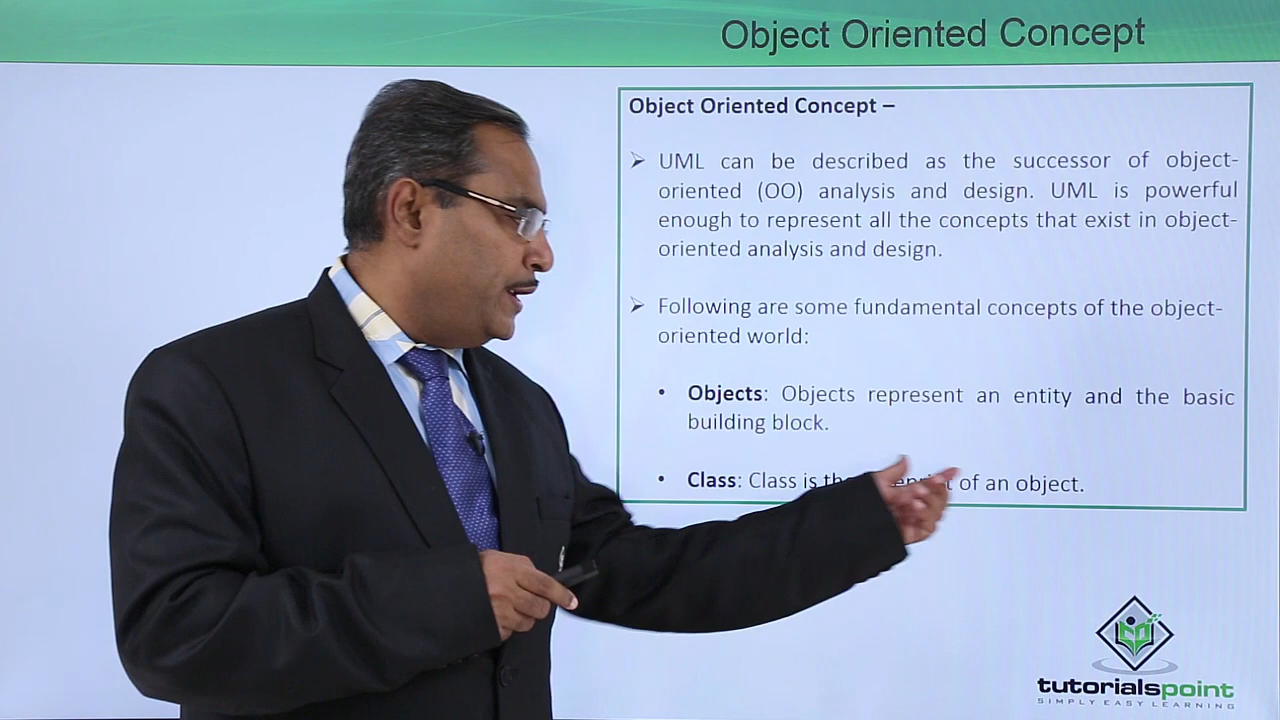 Object Oriented Concept
Object Oriented Concept –
➢ UML can be described as the successor of object-
oriented (OO) analysis and design. UML is powerful
enough to represent all the concepts that exist in object-
oriented analysis and design.
➢ Following are some fundamental concepts of the object-
oriented world:
• Objects: Objects represent an entity and the basic
building block.
• Class: Class is of an object.
tutorialspoint
SIMPLY EASY LEARNING